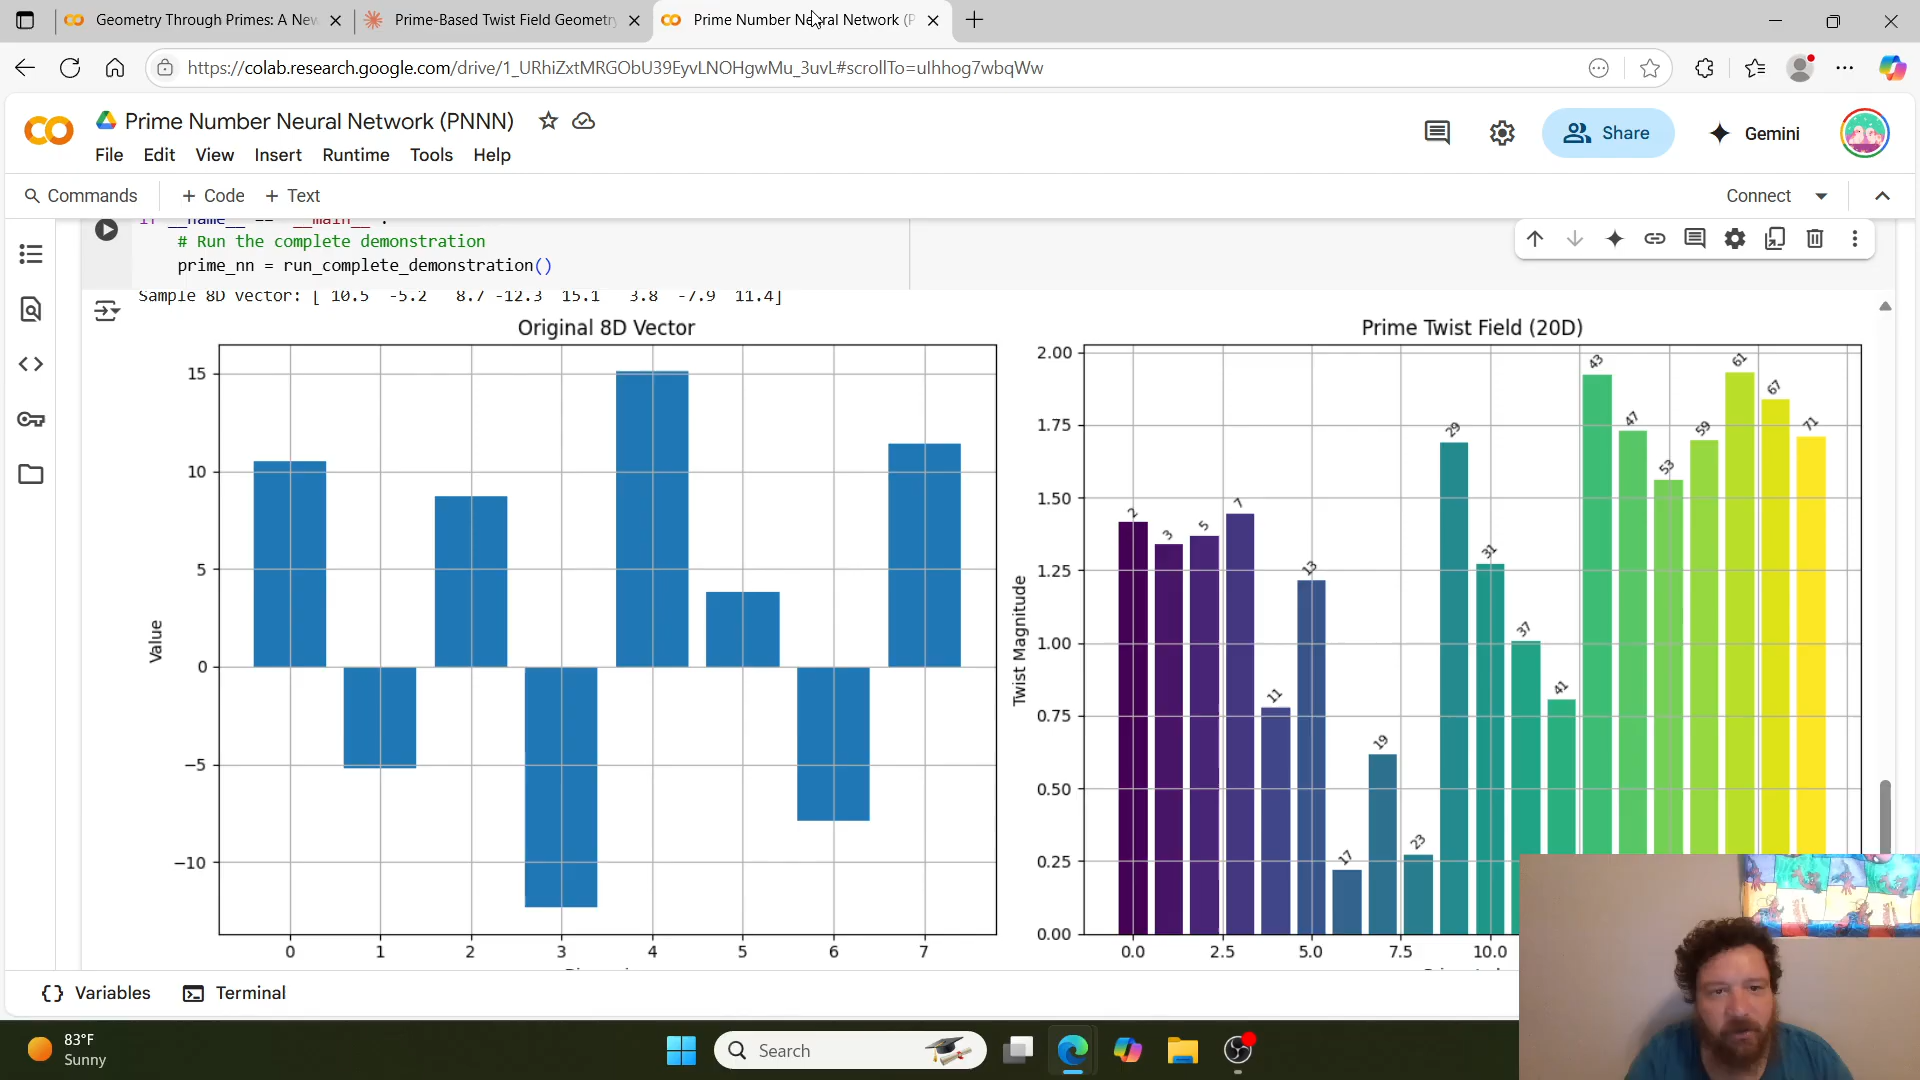 Geometry Through Primes: A New
Prime-Based Twist Field Geometry
Prime Number Neural Network (P
https://colab.research.google.com/drive/1_URhiZxtMRGObU39EyvLNOHgwMu_3uvL#scrollTo=ulhhog7wbqWw
Prime Number Neural Network (PNNN)
File Edit View Insert Runtime Tools Help
Share
Gemini
Commands + Code + Text
Connect
if __name__ == "__main__":
# Run the complete demonstration
prime_nn = run_complete_demonstration()
Sample 8D vector: [ 10.5 -5.2 8.7 -12.3 15.1 3.8 -7.9 11.4]
Original 8D Vector
15
10
5
0
−5
−10
Value
0 1 2 3 4 5 6 7
Prime Twist Field (20D)
2.00
1.75
1.50
1.25
1.00
0.75
0.50
0.25
0.00
Twist Magnitude
2 3 5 7 11 13 17 19 23 29 31 37 41 43 47 53 59 61 67 71
0.0 2.5 5.0 7.5 10.0
{} Variables Terminal
83°F
Sunny
Search